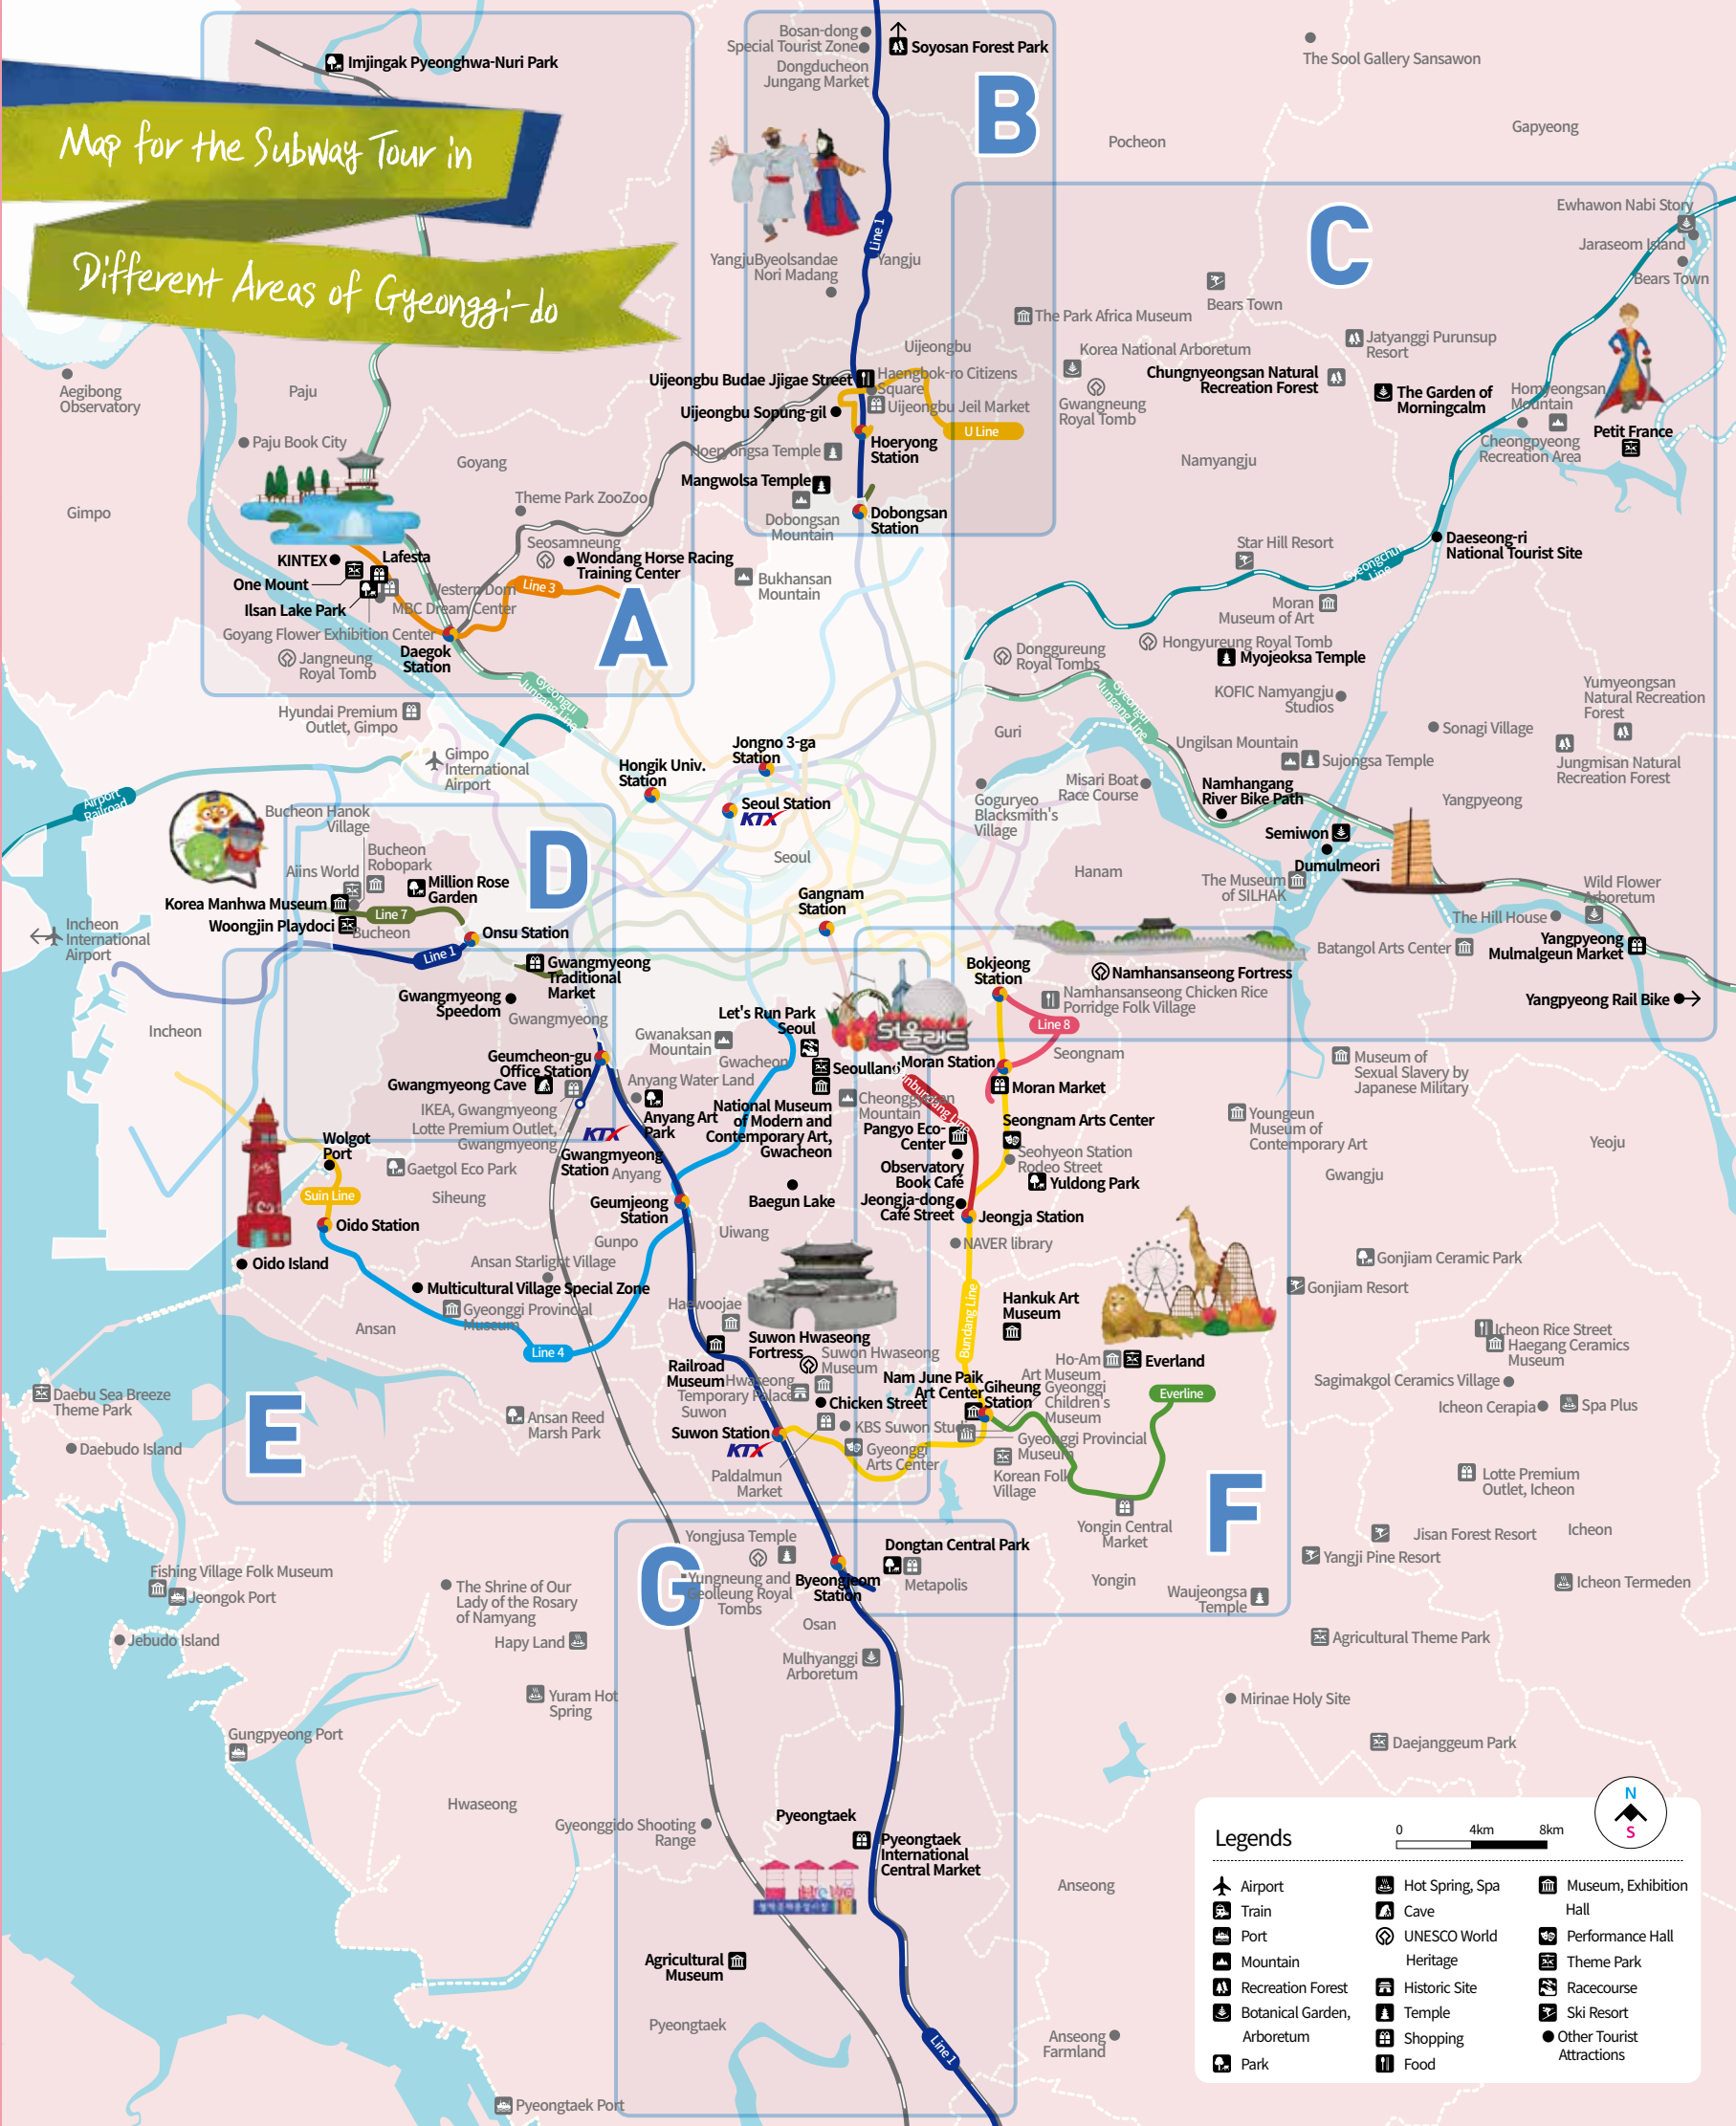 Map for the Subway Tour in
Different Areas of Gyeonggi-do
A
Imjingak Pyeonghwa-Nuri Park
Aegibong
Observatory
Paju
Paju Book City
Goyang
Gimpo
Theme Park ZooZoo
Seosamneung
Wondang Horse Racing
Training Center
KINTEX
Lafesta
One Mount
Western Dom
Line 3
Ilsan Lake Park
MBC Dream Center
Goyang Flower Exhibition Center
Jangneung
Royal Tomb
Daegok
Station
Gyeongui
Jungang Line
Hyundai Premium
Outlet, Gimpo
Gimpo
International
Airport
Bukhansan
Mountain
B
Bosan-dong
Special Tourist Zone
Dongducheon
Jungang Market
Soyosan Forest Park
Line 1
YangjuByeolsandae
Nori Madang
Yangju
Uijeongbu
Uijeongbu Budae Jjigae Street
Haengbok-ro Citizens
Square
Uijeongbu Sopung-gil
Uijeongbu Jeil Market
U Line
Hoeryong
Station
Hoeryongsa Temple
Mangwolsa Temple
Dobongsan
Mountain
Dobongsan
Station
C
The Sool Gallery Sansawon
Gapyeong
Pocheon
Ewhawon Nabi Story
Jaraseom Island
Bears Town
Bears Town
The Park Africa Museum
Korea National Arboretum
Jatyanggi Purunsup
Resort
Chungnyeongsan Natural
Recreation Forest
Gwangneung
Royal Tomb
The Garden of
Morningcalm
Homyeongsan
Mountain
Cheongpyeong
Recreation Area
Petit France
Namyangju
Star Hill Resort
Gyeongchun
Line
Daeseong-ri
National Tourist Site
Moran
Museum of Art
Donggureung
Royal Tombs
Hongyureung Royal Tomb
Myojeoksa Temple
Gyeongui
Jungang Line
KOFIC Namyangju
Studios
Yumyeongsan
Natural Recreation
Forest
Sonagi Village
Guri
Ungilsan Mountain
Sujongsa Temple
Jungmisan Natural
Recreation Forest
Misari Boat
Race Course
Goguryeo
Blacksmith's
Village
Namhangang
River Bike Path
Yangpyeong
Semiwon
Dumulmeori
Hanam
The Museum
of SILHAK
Wild Flower
Arboretum
The Hill House
Batangol Arts Center
Yangpyeong
Mulmalgeun Market
Yangpyeong Rail Bike
Jongno 3-ga
Station
Hongik Univ.
Station
Seoul Station
KTX
Seoul
Gangnam
Station
Airport
Railroad
D
Bucheon Hanok
Village
Bucheon
Robopark
Aiins World
Million Rose
Garden
Korea Manhwa Museum
Line 7
Woongjin Playdoci
Bucheon
Onsu Station
Line 1
Incheon
International
Airport
Incheon
Gwangmyeong
Traditional
Market
Gwangmyeong
Speedom
Gwangmyeong
Geumcheon-gu
Office Station
Gwangmyeong Cave
IKEA, Gwangmyeong
Lotte Premium Outlet,
Gwangmyeong
KTX
Gwangmyeong
Station
E
Let's Run Park
Seoul
Gwanaksan
Mountain
Gwacheon
Seoulland
Anyang Water Land
Anyang Art
Park
National Museum
of Modern and
Contemporary Art,
Gwacheon
Cheonggyesan
Mountain
Anyang
Baegun Lake
Geumjeong
Station
Uiwang
Gunpo
Wolgot
Port
Gaetgol Eco Park
Suin Line
Siheung
Oido Station
Oido Island
Ansan Starlight Village
Multicultural Village Special Zone
Gyeonggi Provincial
Museum
Ansan
Line 4
Haewoojae
Railroad
Museum
Suwon Hwaseong
Fortress
Suwon Hwaseong
Museum
Hwaseong
Temporary Palace
Suwon
Chicken Street
Suwon Station
KTX
KBS Suwon Studio
Gyeonggi
Arts Center
Paldalmun
Market
Daebu Sea Breeze
Theme Park
Daebudo Island
Ansan Reed
Marsh Park
F
서울랜드
Bokjeong
Station
Namhansanseong Fortress
Namhansanseong Chicken Rice
Porridge Folk Village
Line 8
Seongnam
Moran Station
Moran Market
Seongnam Arts Center
Pangyo Eco-
Center
Observatory
Book Café
Seohyeon Station
Rodeo Street
Yuldong Park
Jeongja-dong
Café Street
Jeongja Station
NAVER library
Bundang Line
Hankuk Art
Museum
Ho-Am
Art Museum
Everland
Nam June Paik
Art Center
Giheung
Station
Gyeonggi
Children's
Museum
Everline
Gyeonggi Provincial
Museum
Korean Folk
Village
Yongin Central
Market
Yongin
Waujeongsa
Temple
Museum of
Sexual Slavery by
Japanese Military
Youngeun
Museum of
Contemporary Art
Gwangju
Yeoju
Gonjiam Ceramic Park
Gonjiam Resort
Icheon Rice Street
Haegang Ceramics
Museum
Sagimakgol Ceramics Village
Icheon Cerapia
Spa Plus
Lotte Premium
Outlet, Icheon
Jisan Forest Resort
Icheon
Yangji Pine Resort
Icheon Termeden
Agricultural Theme Park
Mirinae Holy Site
Daejanggeum Park
G
Yongjusa Temple
Yungneung and
Geolleung Royal
Tombs
Byeongjeom
Station
Dongtan Central Park
Metapolis
Osan
Mulhyanggi
Arboretum
Fishing Village Folk Museum
Jeongok Port
Jebudo Island
The Shrine of Our
Lady of the Rosary
of Namyang
Hapy Land
Yuram Hot
Spring
Gungpyeong Port
Hwaseong
Gyeonggido Shooting
Range
Pyeongtaek
Pyeongtaek
International
Central Market
Agricultural
Museum
Pyeongtaek
Line 1
Pyeongtaek Port
Anseong
Anseong
Farmland
N
S
Legends
0 4km 8km
Airport
Train
Port
Mountain
Recreation Forest
Botanical Garden,
Arboretum
Park
Hot Spring, Spa
Cave
UNESCO World
Heritage
Historic Site
Temple
Shopping
Food
Museum, Exhibition
Hall
Performance Hall
Theme Park
Racecourse
Ski Resort
Other Tourist
Attractions